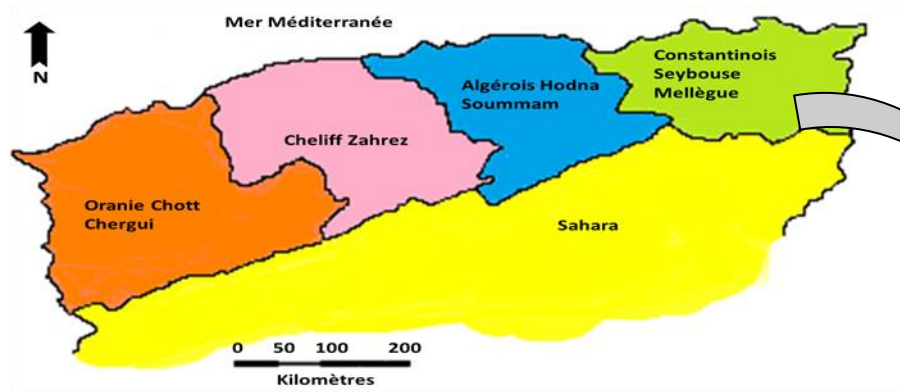 Mer Méditerranée
N
Constantinois
Seybouse
Mellègue
Algérois Hodna
Soummam
Cheliff Zahrez
Oranie Chott
Chergui
Sahara
0 50 100 200
Kilomètres